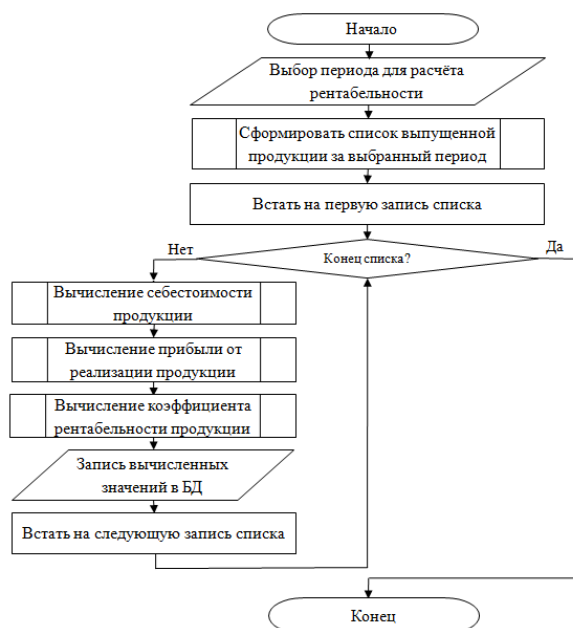 Начало
Выбор периода для расчёта
рентабельности
Сформировать список выпущенной
продукции за выбранный период
Встать на первую запись списка
Нет
Конец списка?
Да
Вычисление себестоимости
продукции
Вычисление прибыли от
реализации продукции
Вычисление коэффициента
рентабельности продукции
Запись вычисленных
значений в БД
Встать на следующую запись списка
Конец